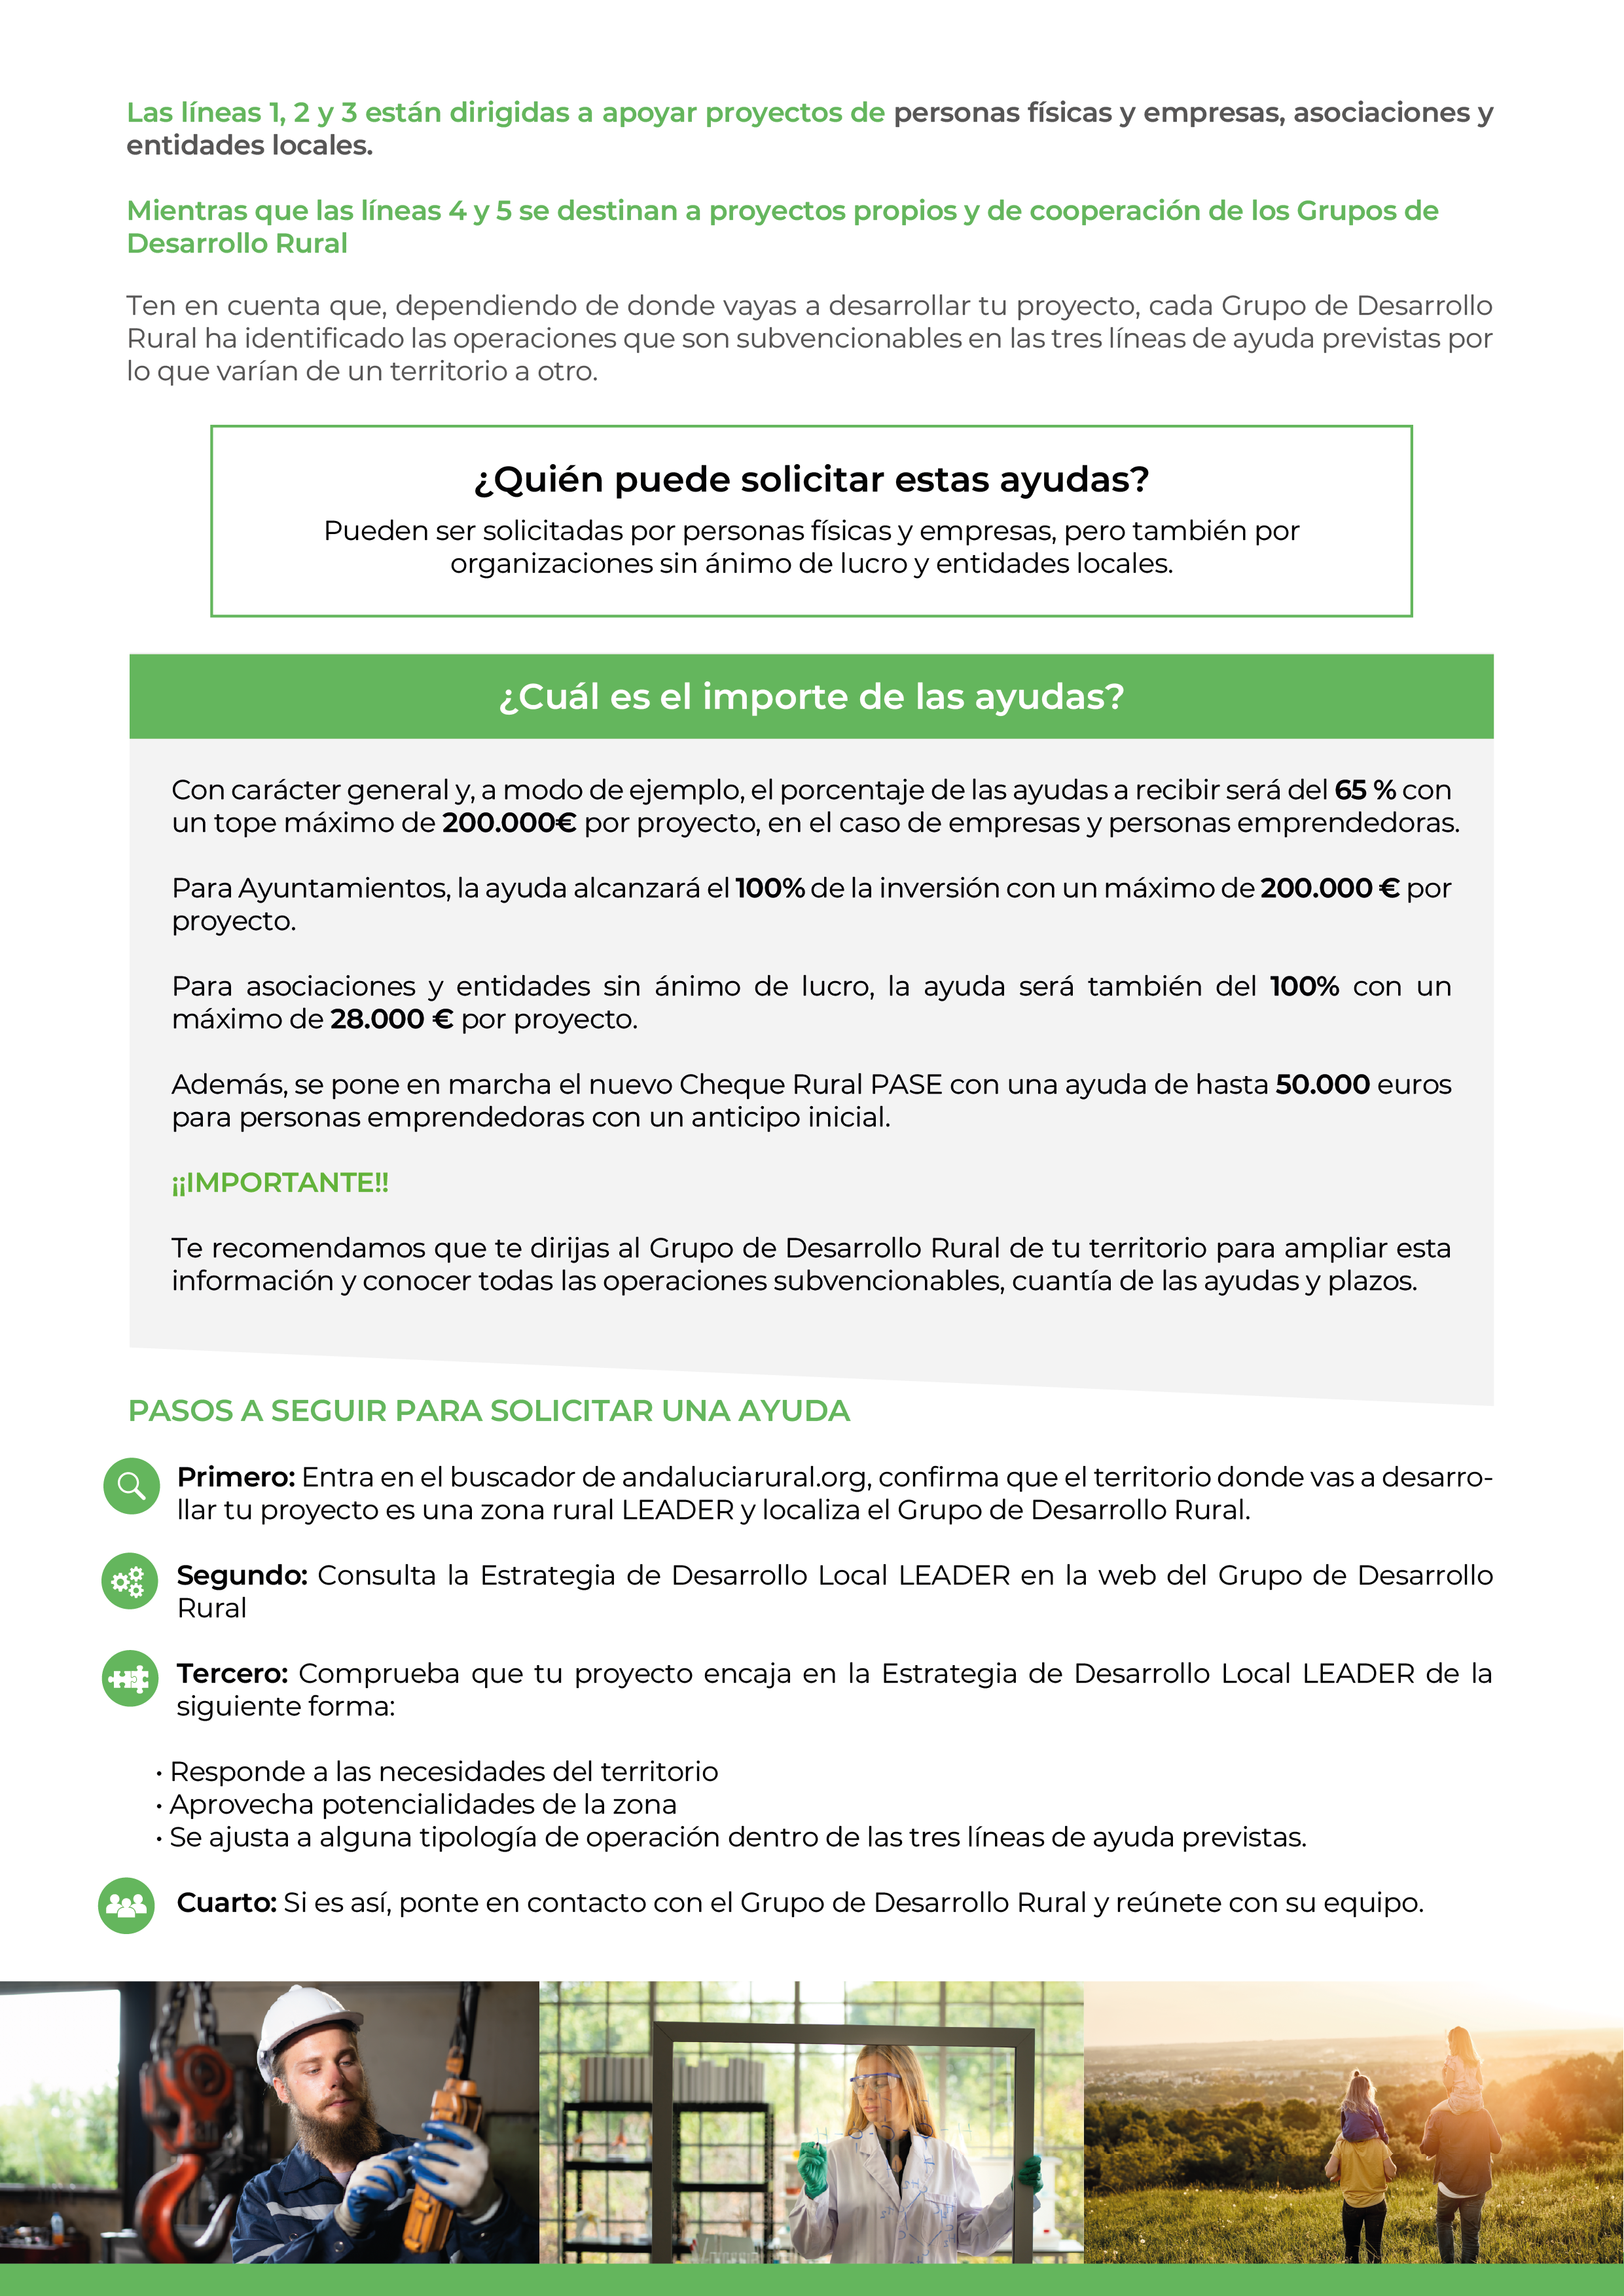 Las líneas 1, 2 y 3 están dirigidas a apoyar proyectos de personas físicas y empresas, asociaciones y
entidades locales.
Mientras que las líneas 4 y 5 se destinan a proyectos propios y de cooperación de los Grupos de
Desarrollo Rural
Ten en cuenta que, dependiendo de donde vayas a desarrollar tu proyecto, cada Grupo de Desarrollo
Rural ha identificado las operaciones que son subvencionables en las tres líneas de ayuda previstas por
lo que varían de un territorio a otro.
¿Quién puede solicitar estas ayudas?
Pueden ser solicitadas por personas físicas y empresas, pero también por
organizaciones sin ánimo de lucro y entidades locales.
¿Cuál es el importe de las ayudas?
Con carácter general y, a modo de ejemplo, el porcentaje de las ayudas a recibir será del 65 % con
un tope máximo de 200.000€ por proyecto, en el caso de empresas y personas emprendedoras.
Para Ayuntamientos, la ayuda alcanzará el 100% de la inversión con un máximo de 200.000 € por
proyecto.
Para asociaciones y entidades sin ánimo de lucro, la ayuda será también del 100% con un
máximo de 28.000 € por proyecto.
Además, se pone en marcha el nuevo Cheque Rural PASE con una ayuda de hasta 50.000 euros
para personas emprendedoras con un anticipo inicial.
¡¡IMPORTANTE!!
Te recomendamos que te dirijas al Grupo de Desarrollo Rural de tu territorio para ampliar esta
información y conocer todas las operaciones subvencionables, cuantía de las ayudas y plazos.
PASOS A SEGUIR PARA SOLICITAR UNA AYUDA
Primero: Entra en el buscador de andaluciarural.org, confirma que el territorio donde vas a desarro-
llar tu proyecto es una zona rural LEADER y localiza el Grupo de Desarrollo Rural.
Segundo: Consulta la Estrategia de Desarrollo Local LEADER en la web del Grupo de Desarrollo
Rural
Tercero: Comprueba que tu proyecto encaja en la Estrategia de Desarrollo Local LEADER de la
siguiente forma:
• Responde a las necesidades del territorio
• Aprovecha potencialidades de la zona
• Se ajusta a alguna tipología de operación dentro de las tres líneas de ayuda previstas.
Cuarto: Si es así, ponte en contacto con el Grupo de Desarrollo Rural y reúnete con su equipo.